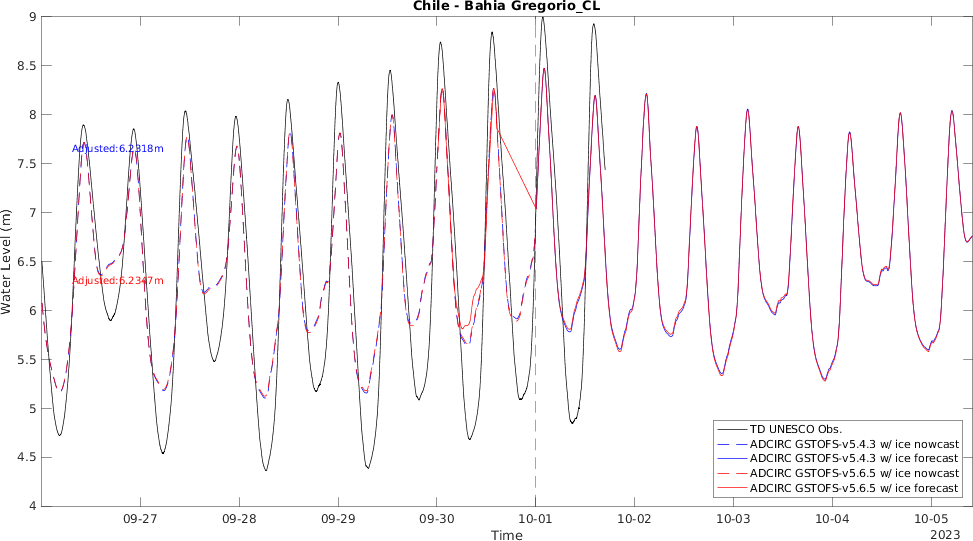 Chile - Bahia Gregorio_CL
Water Level (m)
9
8.5
8
7.5
7
6.5
6
5.5
5
4.5
4
Adjusted:6.2318m
Adjusted:6.2347m
TD UNESCO Obs.
ADCIRC GSTOFS-v5.4.3 w/ ice nowcast
ADCIRC GSTOFS-v5.4.3 w/ ice forecast
ADCIRC GSTOFS-v5.6.5 w/ ice nowcast
ADCIRC GSTOFS-v5.6.5 w/ ice forecast
09-27 09-28 09-29 09-30 10-01 10-02 10-03 10-04 10-05
Time
2023